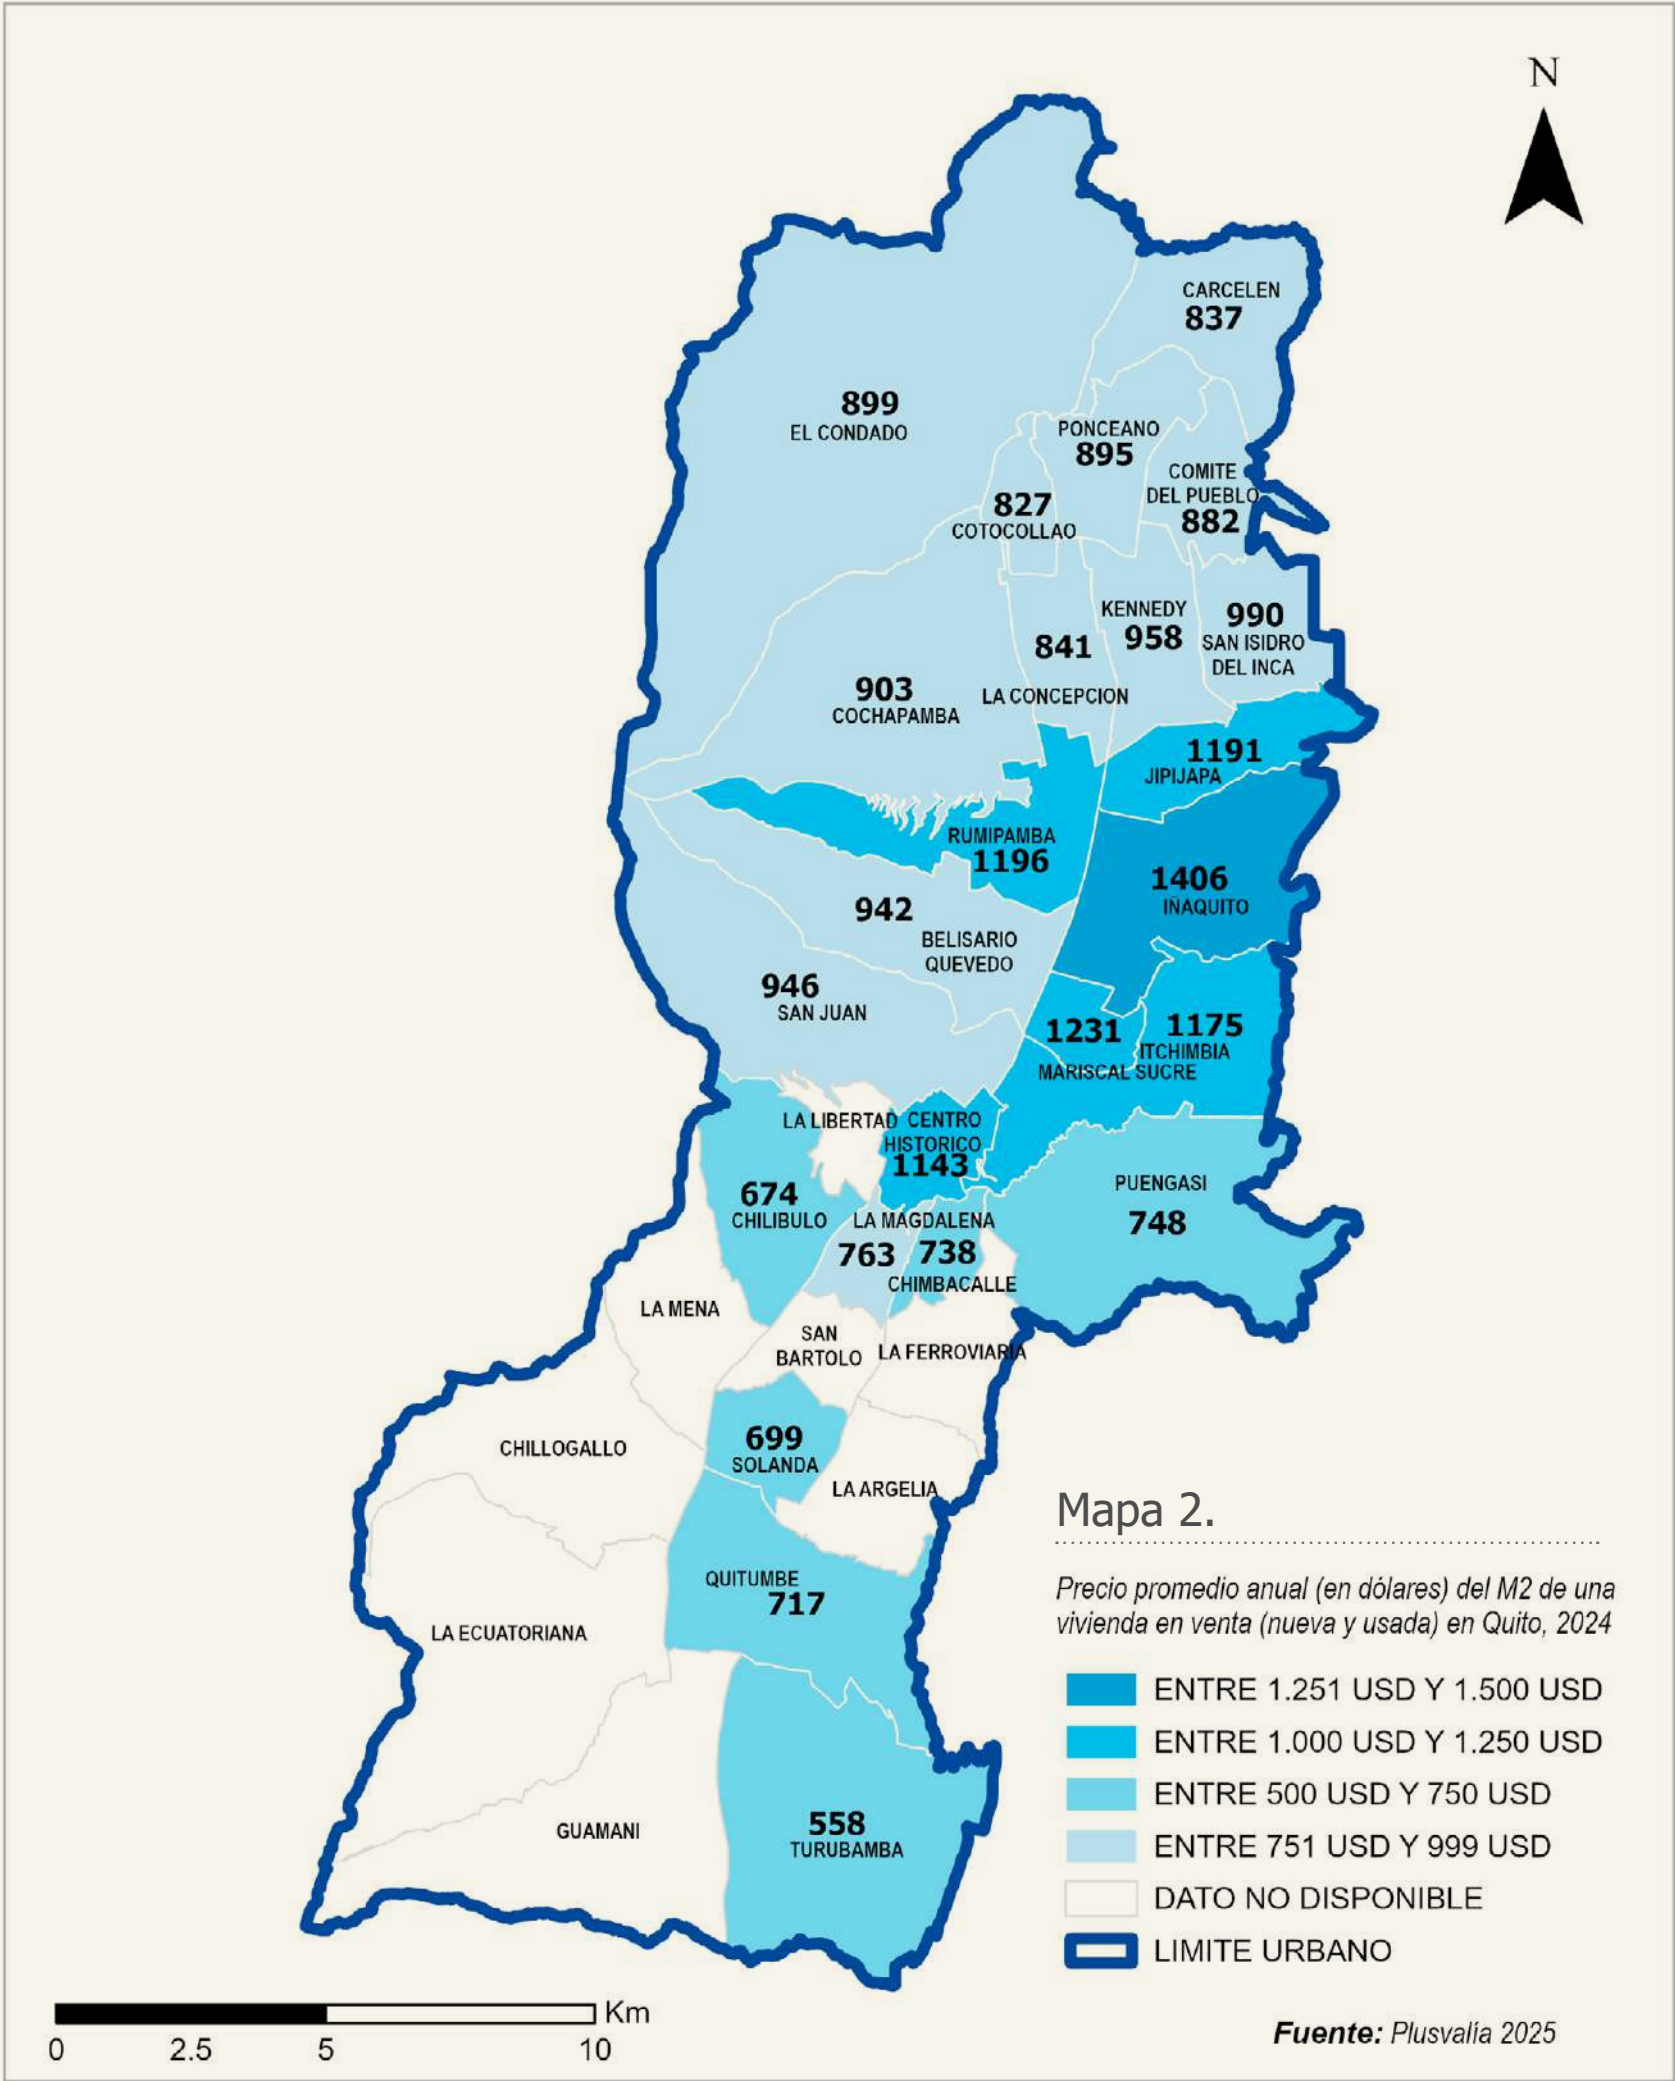 N
CARCELEN
837
899
EL CONDADO
PONCEANO
895
COMITE
DEL PUEBLO
882
827
COTOCOLLAO
KENNEDY
958
990
SAN ISIDRO
DEL INCA
841
LA CONCEPCION
903
COCHAPAMBA
1191
JIPIJAPA
RUMIPAMBA
1196
1406
IÑAQUITO
942
BELISARIO
QUEVEDO
946
SAN JUAN
1231
MARISCAL SUCRE
1175
ITCHIMBIA
LA LIBERTAD
CENTRO
HISTORICO
1143
PUENGASI
748
674
CHILIBULO
LA MAGDALENA
763
738
CHIMBACALLE
LA MENA
SAN
BARTOLO
LA FERROVIARIA
699
SOLANDA
CHILLOGALLO
LA ARGELIA
QUITUMBE
717
LA ECUATORIANA
GUAMANI
558
TURUBAMBA
Mapa 2.
Precio promedio anual (en dólares) del M2 de una
vivienda en venta (nueva y usada) en Quito, 2024
ENTRE 1.251 USD Y 1.500 USD
ENTRE 1.000 USD Y 1.250 USD
ENTRE 500 USD Y 750 USD
ENTRE 751 USD Y 999 USD
DATO NO DISPONIBLE
LIMITE URBANO
Km
0 2.5 5 10
Fuente: Plusvalía 2025